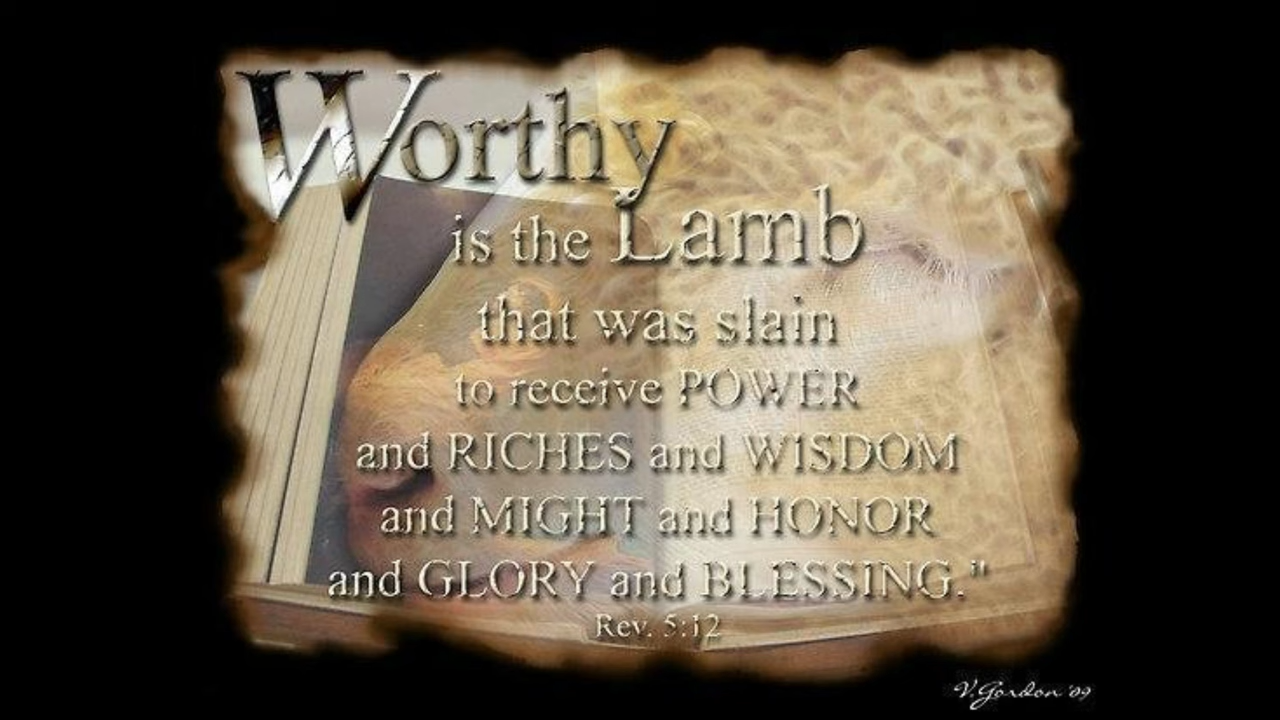 Worthy
is the Lamb
that was slain
to receive POWER
and RICHES and WISDOM
and MIGHT and HONOR
and GLORY and BLESSING."
Rev. 5:12
V.Gordon '09